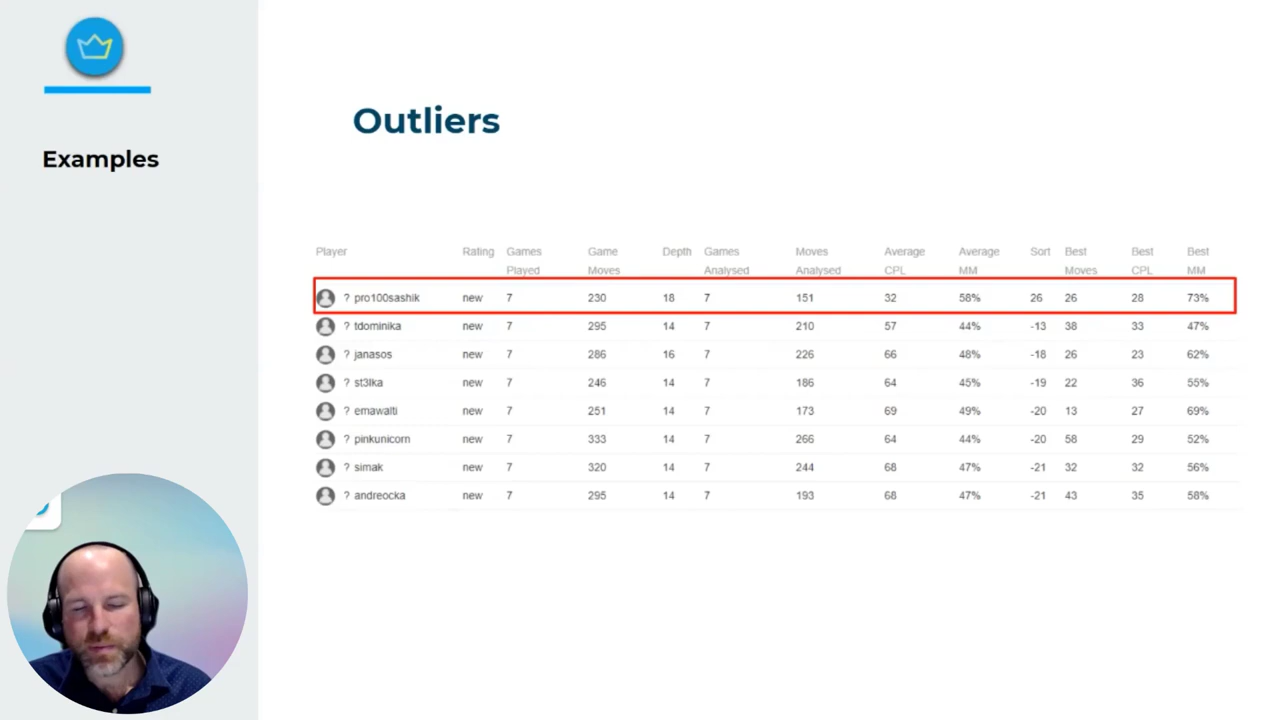 Examples
Outliers
Player Rating Games Played Game Moves Depth Games Analysed Moves Analysed Average CPL Average MM Sort Best Moves Best CPL Best MM
? pro100sashik new 7 230 18 7 151 32 58% 26 26 28 73%
? tdominika new 7 295 14 7 210 57 44% -13 38 33 47%
? janasos new 7 286 16 7 226 66 48% -18 26 23 62%
? st3lka new 7 246 14 7 186 64 45% -19 22 36 55%
? emawalti new 7 251 14 7 173 69 49% -20 13 27 69%
? pinkunicorn new 7 333 14 7 266 64 44% -20 58 29 52%
? simak new 7 320 14 7 244 68 47% -21 32 32 56%
? andreocka new 7 295 14 7 193 68 47% -21 43 35 58%